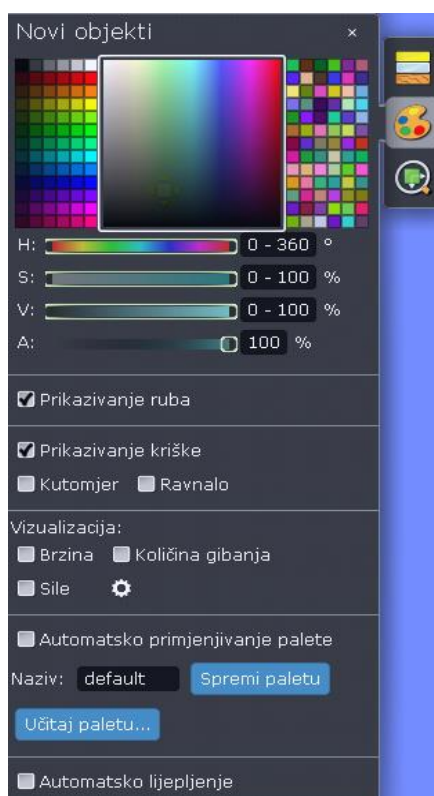 Novi objekti ×
H: 0 - 360 °
S: 0 - 100 %
V: 0 - 100 %
A: 100 %
Prikazivanje ruba
Prikazivanje kriške
Kutomjer Ravnalo
Vizualizacija:
Brzina Količina gibanja
Sile
Automatsko primjenjivanje palete
Naziv: default Spremi paletu
Učitaj paletu...
Automatsko lijepljenje